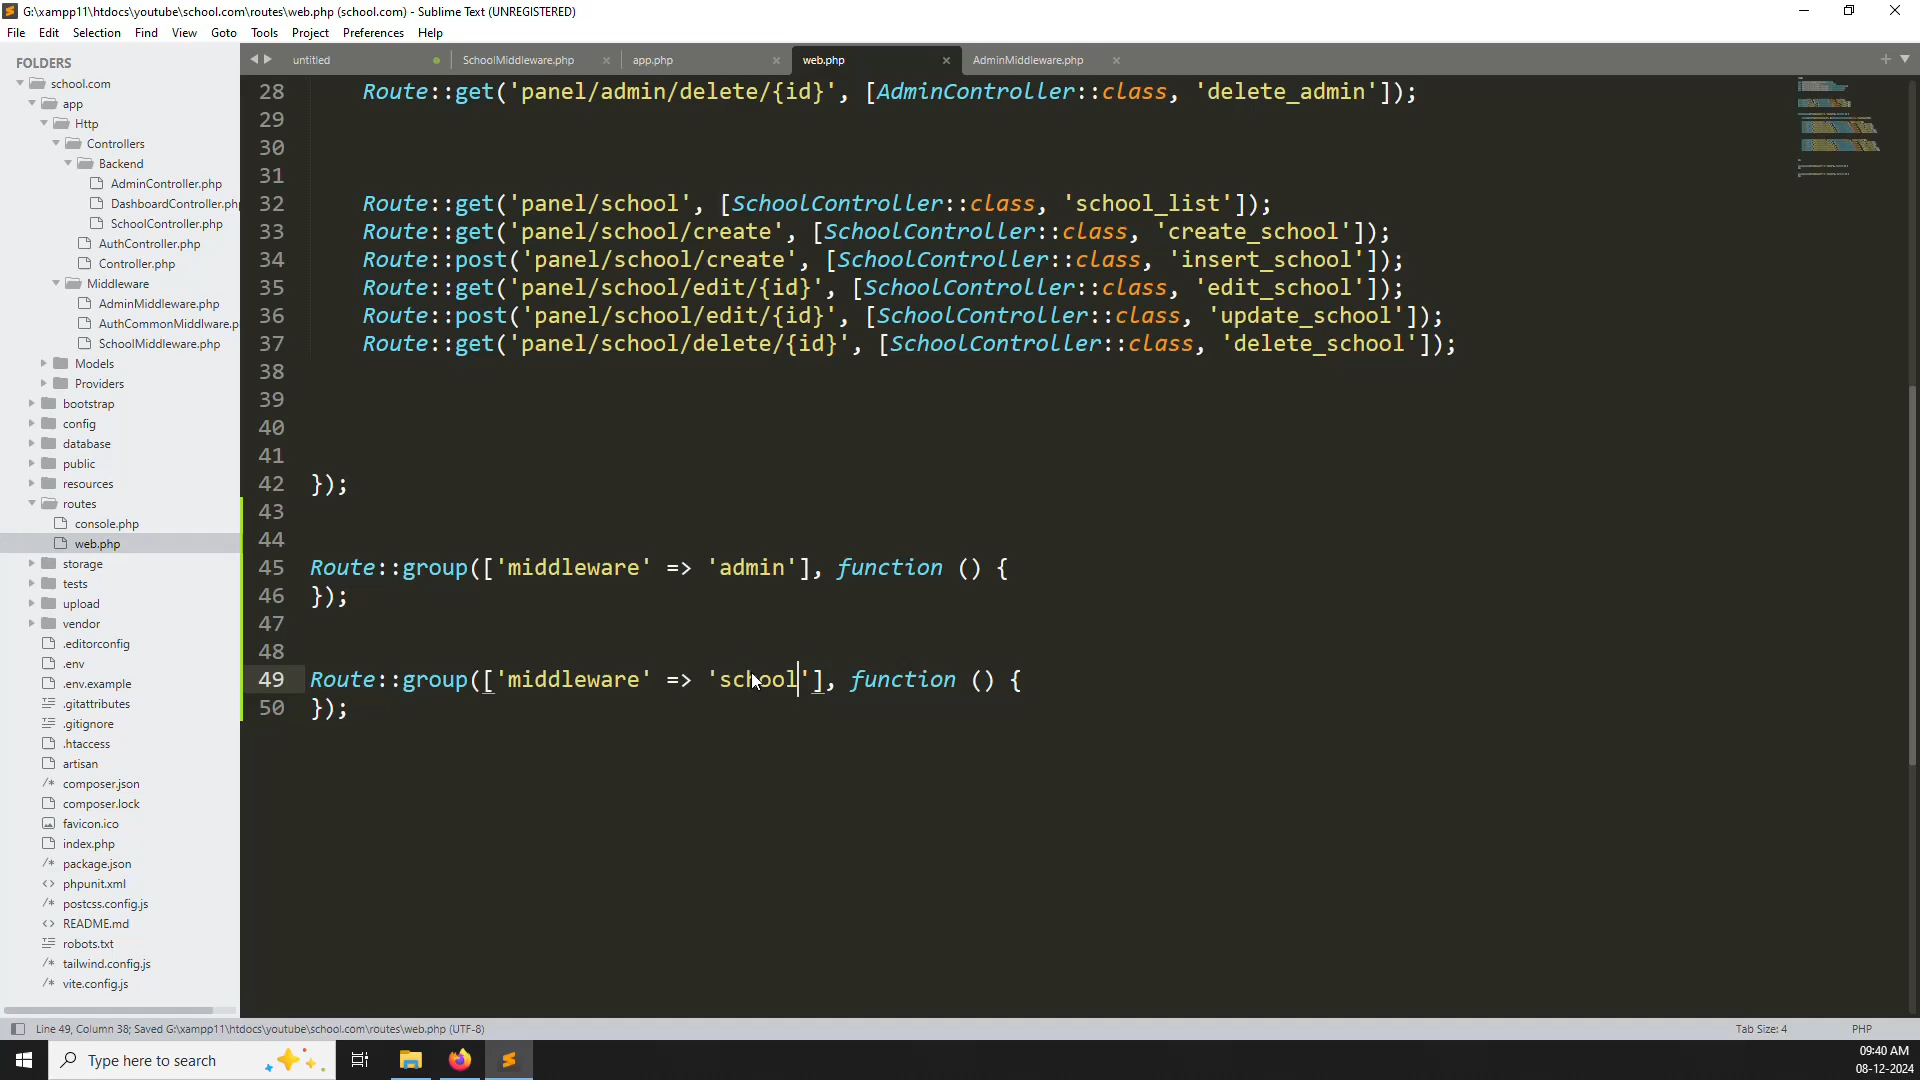 G:\xampp11\htdocs\youtube\school.com\routes\web.php (school.com) - Sublime Text (UNREGISTERED)
File Edit Selection Find View Goto Tools Project Preferences Help
FOLDERS
school.com
app
Http
Controllers
Backend
AdminController.php
DashboardController.ph
SchoolController.php
AuthController.php
Controller.php
Middleware
AdminMiddleware.php
AuthCommonMiddlware.p
SchoolMiddleware.php
Models
Providers
bootstrap
config
database
public
resources
routes
console.php
web.php
storage
tests
upload
vendor
.editorconfig
.env
.env.example
.gitattributes
.gitignore
.htaccess
artisan
composer.json
composer.lock
favicon.ico
index.php
package.json
phpunit.xml
postcss.config.js
README.md
robots.txt
tailwind.config.js
vite.config.js
untitled SchoolMiddleware.php app.php web.php AdminMiddleware.php
28 Route::get('panel/admin/delete/{id}', [AdminController::class, 'delete_admin']);
29
30
31
32 Route::get('panel/school', [SchoolController::class, 'school_list']);
33 Route::get('panel/school/create', [SchoolController::class, 'create_school']);
34 Route::post('panel/school/create', [SchoolController::class, 'insert_school']);
35 Route::get('panel/school/edit/{id}', [SchoolController::class, 'edit_school']);
36 Route::post('panel/school/edit/{id}', [SchoolController::class, 'update_school']);
37 Route::get('panel/school/delete/{id}', [SchoolController::class, 'delete_school']);
38
39
40
41
42 });
43
44
45 Route::group(['middleware' => 'admin'], function () {
46 });
47
48
49 Route::group(['middleware' => 'school'], function () {
50 });
Line 49, Column 38; Saved G:\xampp11\htdocs\youtube\school.com\routes\web.php (UTF-8) Tab Size: 4 PHP
Type here to search
09:40 AM
08-12-2024